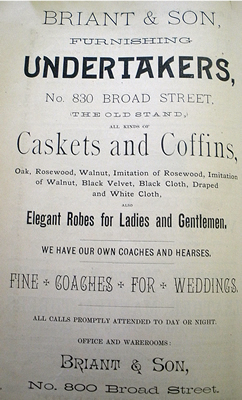 BRIANT & SON,
FURNISHING
UNDERTAKERS,
No. 830 BROAD STREET,
(THE OLD STAND,)
ALL KINDS OF
Caskets and Coffins,
Oak, Rosewood, Walnut, Imitation of Rosewood, Imitation
of Walnut, Black Velvet, Black Cloth, Draped
and White Cloth,
ALSO
Elegant Robes for Ladies and Gentlemen.
WE HAVE OUR OWN COACHES AND HEARSES.
FINE COACHES FOR WEDDINGS.
ALL CALLS PROMPTLY ATTENDED TO DAY OR NIGHT.
OFFICE AND WAREROOMS:
BRIANT & SON,
No. 800 Broad Street.